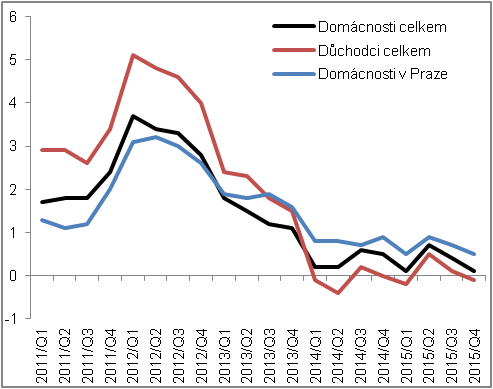 6
5
4
3
2
1
0
-1
Domácnosti celkem
Důchodci celkem
Domácnosti v Praze
2011/Q1
2011/Q2
2011/Q3
2011/Q4
2012/Q1
2012/Q2
2012/Q3
2012/Q4
2013/Q1
2013/Q2
2013/Q3
2013/Q4
2014/Q1
2014/Q2
2014/Q3
2014/Q4
2015/Q1
2015/Q2
2015/Q3
2015/Q4